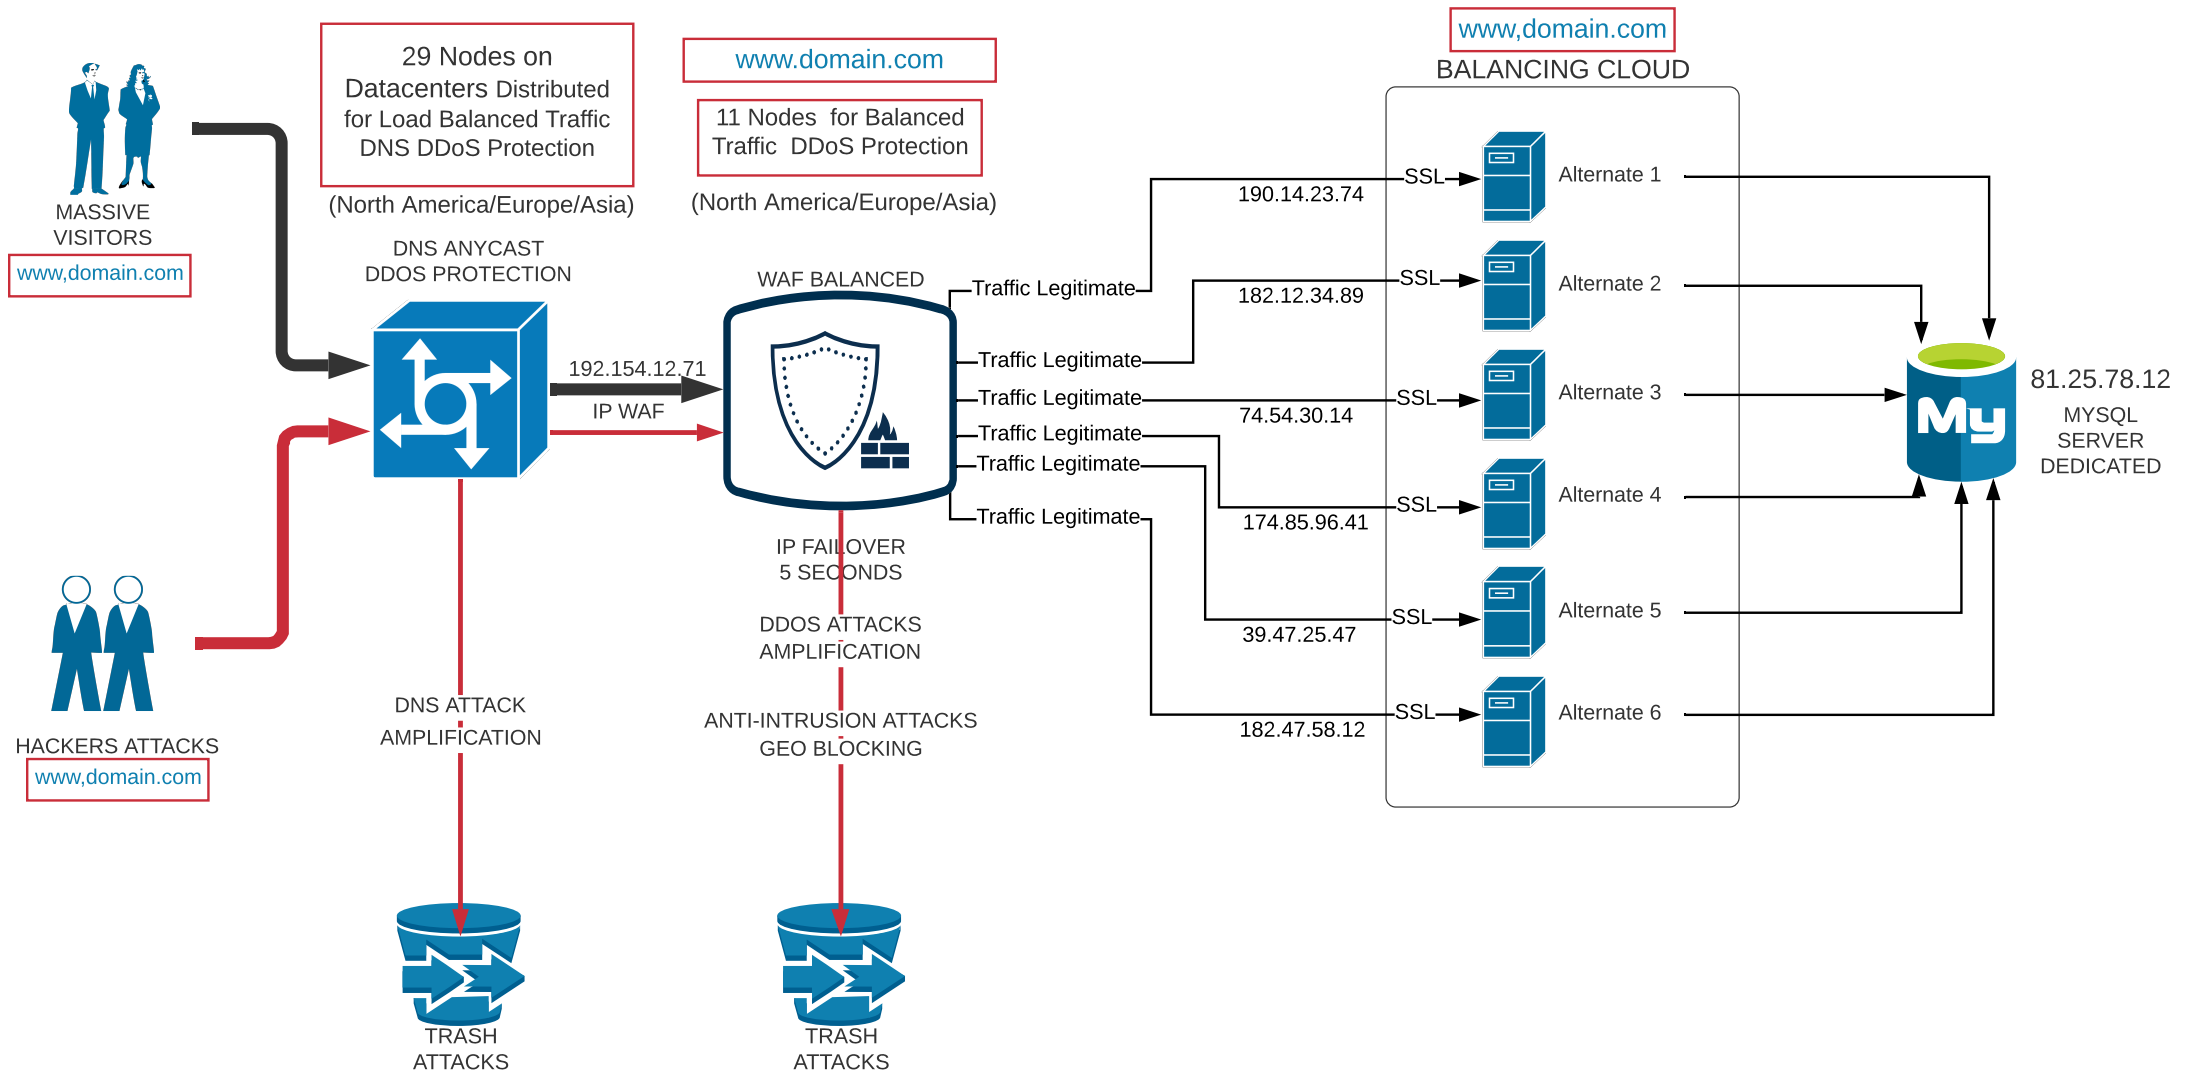 MASSIVE
VISITORS
www,domain.com
HACKERS ATTACKS
www,domain.com
29 Nodes on
Datacenters Distributed
for Load Balanced Traffic
DNS DDoS Protection
(North America/Europe/Asia)
DNS ANYCAST
DDOS PROTECTION
DNS ATTACK
AMPLIFICATION
TRASH
ATTACKS
192.154.12.71
IP WAF
www.domain.com
11 Nodes  for Balanced
Traffic  DDoS Protection
(North America/Europe/Asia)
WAF BALANCED
IP FAILOVER
5 SECONDS
DDOS ATTACKS
AMPLIFICATION
ANTI-INTRUSION ATTACKS
GEO BLOCKING
TRASH
ATTACKS
Traffic Legitimate
Traffic Legitimate
Traffic Legitimate
Traffic Legitimate
Traffic Legitimate
Traffic Legitimate
www,domain.com
BALANCING CLOUD
190.14.23.74
SSL
Alternate 1
182.12.34.89
SSL
Alternate 2
74.54.30.14
SSL
Alternate 3
174.85.96.41
SSL
Alternate 4
39.47.25.47
SSL
Alternate 5
182.47.58.12
SSL
Alternate 6
My
81.25.78.12
MYSQL
SERVER
DEDICATED